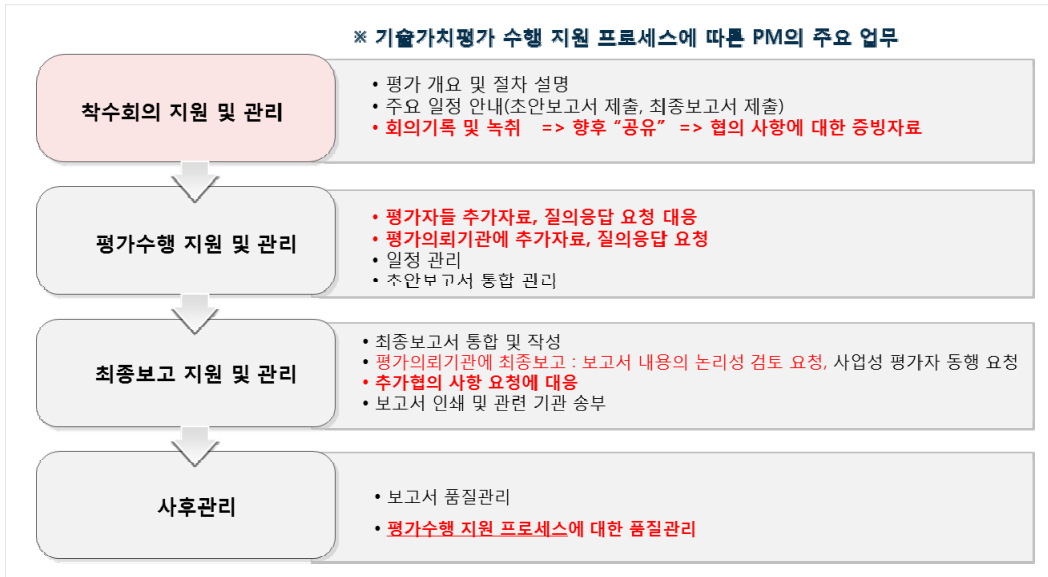 ※ 기술가치평가 수행 지원 프로세스에 따른 PM의 주요 업무
착수회의 지원 및 관리
• 평가 개요 및 절차 설명
• 주요 일정 안내(초안보고서 제출, 최종보고서 제출)
• 회의기록 및 녹취 => 향후 “공유” => 협의 사항에 대한 증빙자료
평가수행 지원 및 관리
• 평가자들 추가자료, 질의응답 요청 대응
• 평가의뢰기관에 추가자료, 질의응답 요청
• 일정 관리
• 초안보고서 통합 관리
최종보고 지원 및 관리
• 최종보고서 통합 및 작성
• 평가의뢰기관에 최종보고 : 보고서 내용의 논리성 검토 요청, 사업성 평가자 동행 요청
• 추가협의 사항 요청에 대응
• 보고서 인쇄 및 관련 기관 송부
사후관리
• 보고서 품질관리
• 평가수행 지원 프로세스에 대한 품질관리